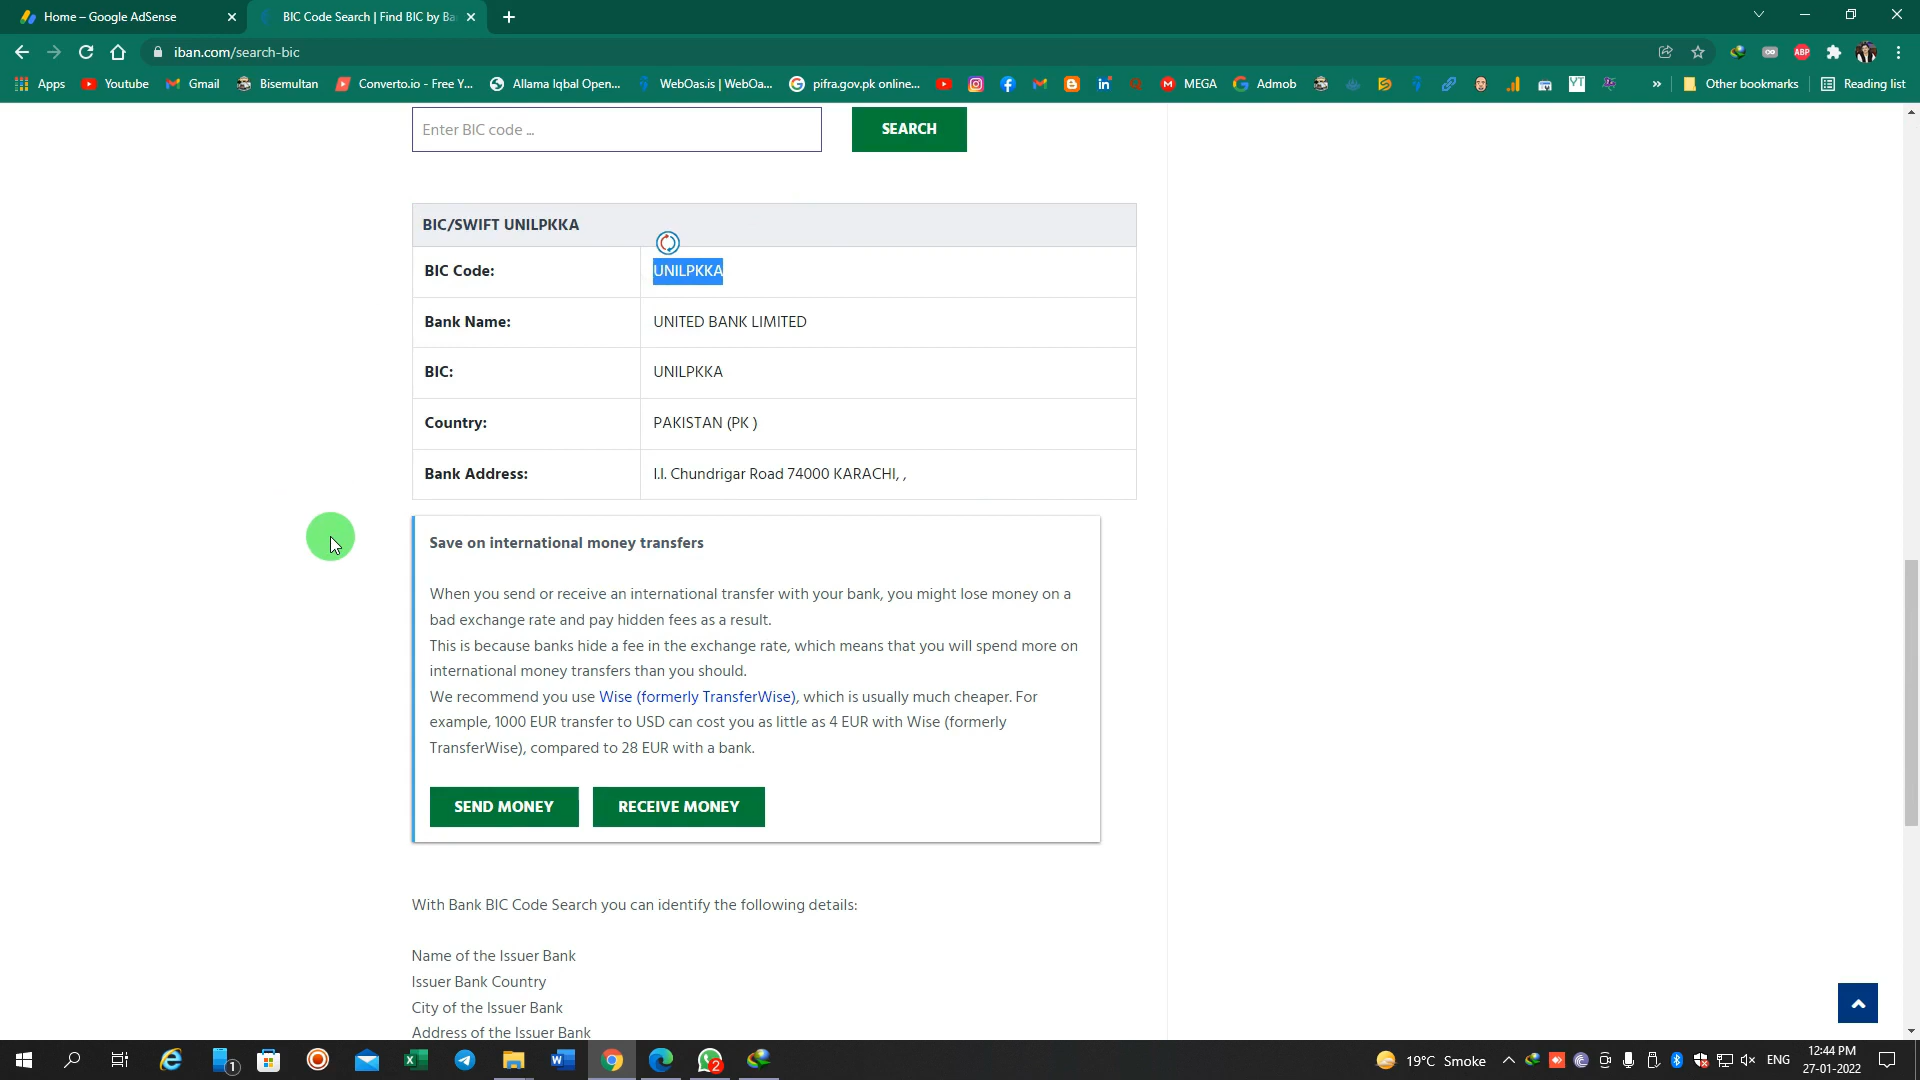 Home – Google AdSense
BIC Code Search | Find BIC by Ba
iban.com/search-bic
Apps
Youtube
Gmail
Bisemultan
Converto.io - Free Y...
Allama Iqbal Open...
WebOas.is | WebOa...
pifra.gov.pk online...
MEGA
Admob
YT
»
Other bookmarks
Reading list
ABP
Enter BIC code ...
SEARCH
BIC/SWIFT UNILPKKA
BIC Code: UNILPKKA
Bank Name: UNITED BANK LIMITED
BIC: UNILPKKA
Country: PAKISTAN (PK )
Bank Address: I.I. Chundrigar Road 74000 KARACHI, ,
Save on international money transfers
When you send or receive an international transfer with your bank, you might lose money on a
bad exchange rate and pay hidden fees as a result.
This is because banks hide a fee in the exchange rate, which means that you will spend more on
international money transfers than you should.
We recommend you use Wise (formerly TransferWise), which is usually much cheaper. For
example, 1000 EUR transfer to USD can cost you as little as 4 EUR with Wise (formerly
TransferWise), compared to 28 EUR with a bank.
SEND MONEY
RECEIVE MONEY
With Bank BIC Code Search you can identify the following details:
Name of the Issuer Bank
Issuer Bank Country
City of the Issuer Bank
Address of the Issuer Bank
1
2
19°C Smoke
ENG
12:44 PM
27-01-2022